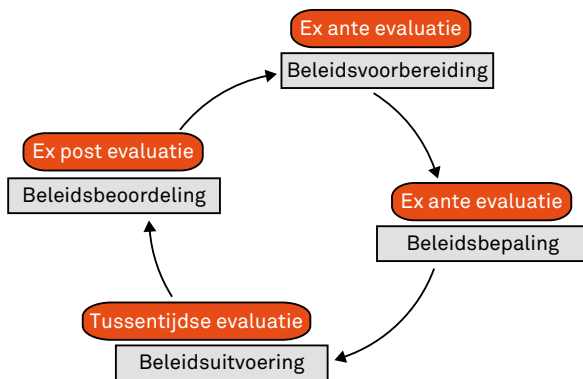 Ex ante evaluatie
Beleidsvoorbereiding
Ex ante evaluatie
Beleidsbepaling
Tussentijdse evaluatie
Beleidsuitvoering
Ex post evaluatie
Beleidsbeoordeling